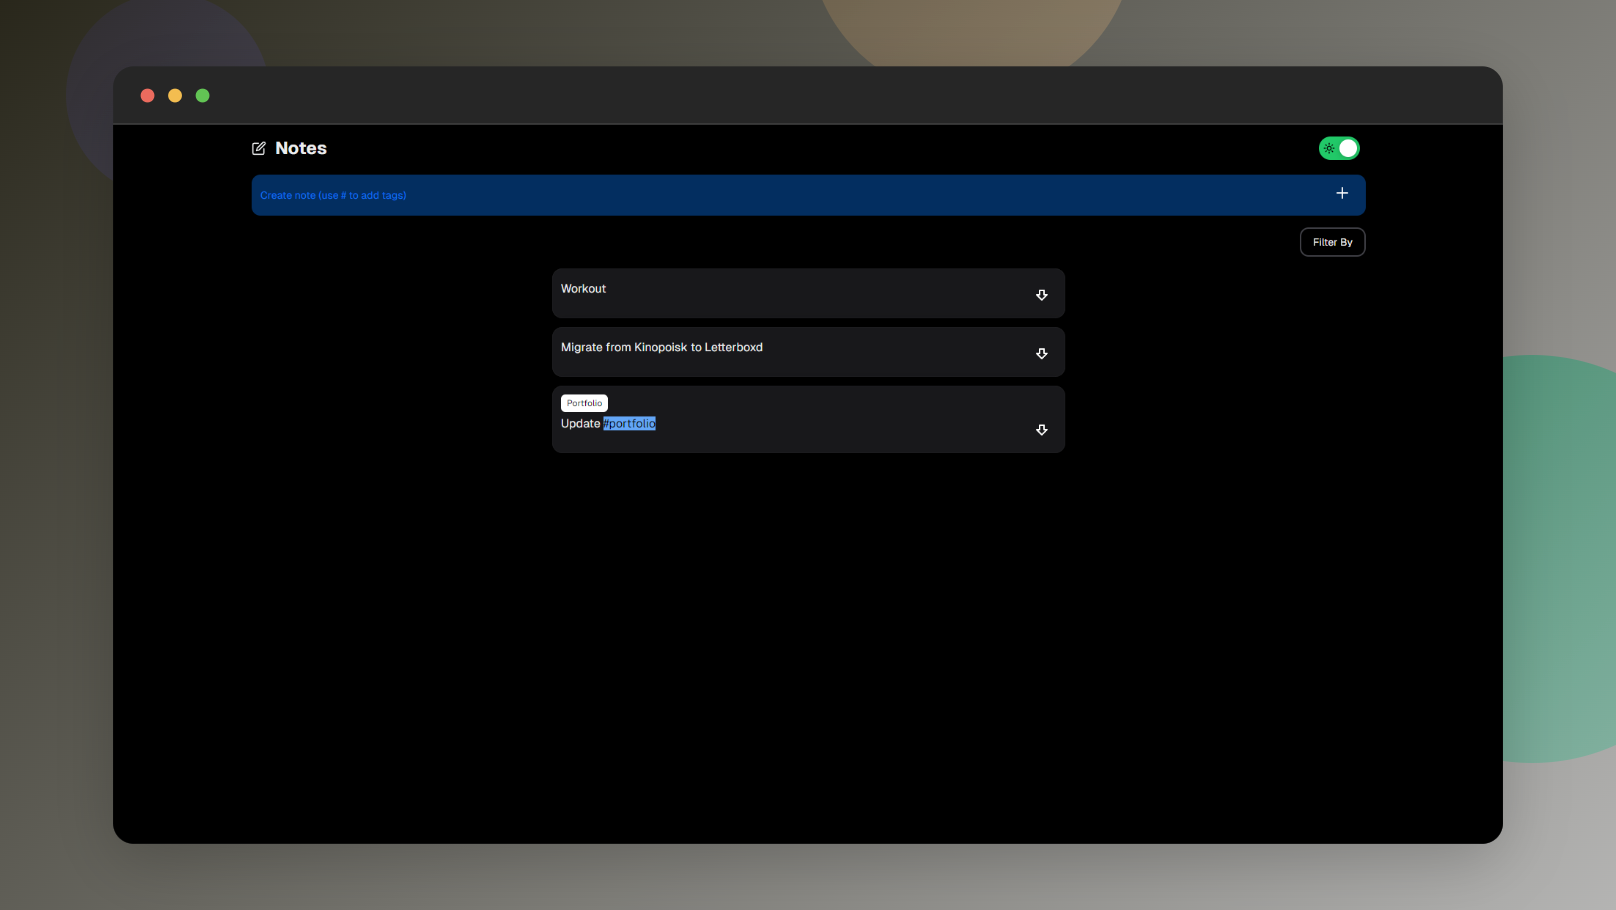 Notes
Create note (use # to add tags)
Filter By
Workout
Migrate from Kinopoisk to Letterboxd
Portfolio
Update #portfolio